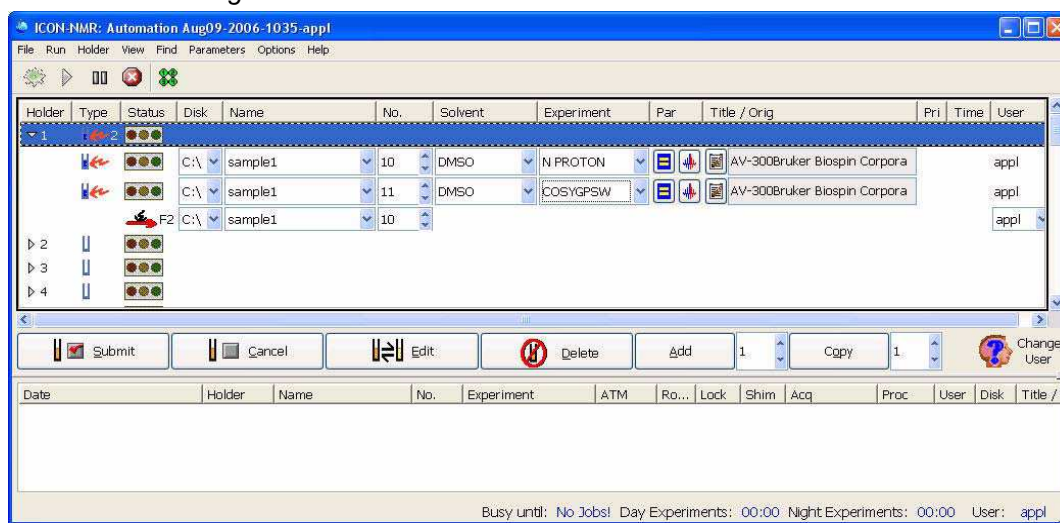 ICON-NMR: Automation Aug09-2006-1035-appl
File Run Holder View Find Parameters Options Help
Holder Type Status Disk Name No. Solvent Experiment Par Title / Orig Pri Time User
1 2
C:\ sample1 10 DMSO N PROTON AV-300Bruker Biospin Corpora appl
C:\ sample1 11 DMSO COSYGPSW AV-300Bruker Biospin Corpora appl
F2 C:\ sample1 10 appl
2
3
4
Submit Cancel Edit Delete Add 1 Copy 1 Change User
Date Holder Name No. Experiment ATM Ro... Lock Shim Acq Proc User Disk Title /
Busy until: No Jobs! Day Experiments: 00:00 Night Experiments: 00:00 User: appl